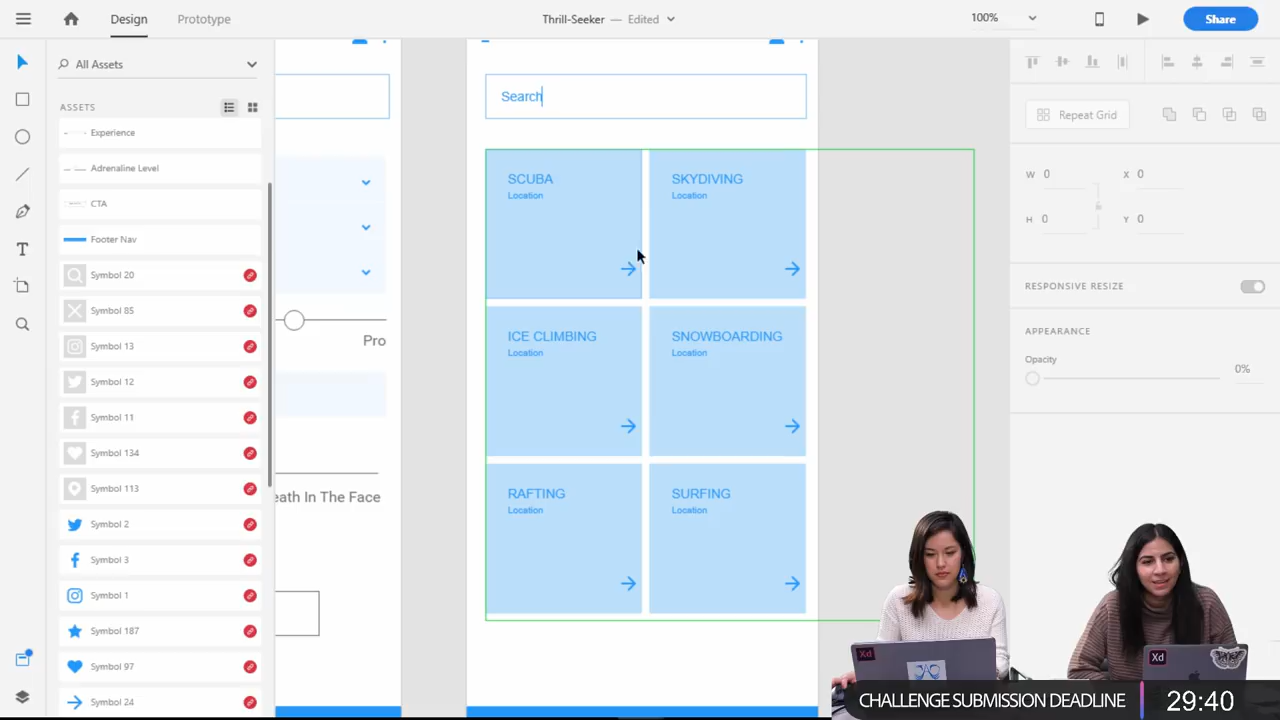 Design
Prototype
Thrill-Seeker — Edited
100%
Share
All Assets
ASSETS
Experience
Adrenaline Level
CTA
Footer Nav
Symbol 20
Symbol 85
Symbol 13
Symbol 12
Symbol 11
Symbol 134
Symbol 113
Symbol 2
Symbol 3
Symbol 1
Symbol 187
Symbol 97
Symbol 24
Pro
eath In The Face
Search
SCUBA
Location
SKYDIVING
Location
ICE CLIMBING
Location
SNOWBOARDING
Location
RAFTING
Location
SURFING
Location
Repeat Grid
W 0
X 0
H 0
Y 0
RESPONSIVE RESIZE
APPEARANCE
Opacity
0%
Xd
Xd
CHALLENGE SUBMISSION DEADLINE
29:40